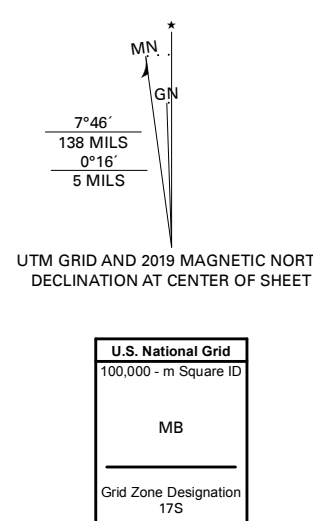 ★
MN
GN
7°46´
138 MILS
0°16´
5 MILS
UTM GRID AND 2019 MAGNETIC NORT
DECLINATION AT CENTER OF SHEET
U.S. National Grid
100,000 - m Square ID
MB
Grid Zone Designation
17S